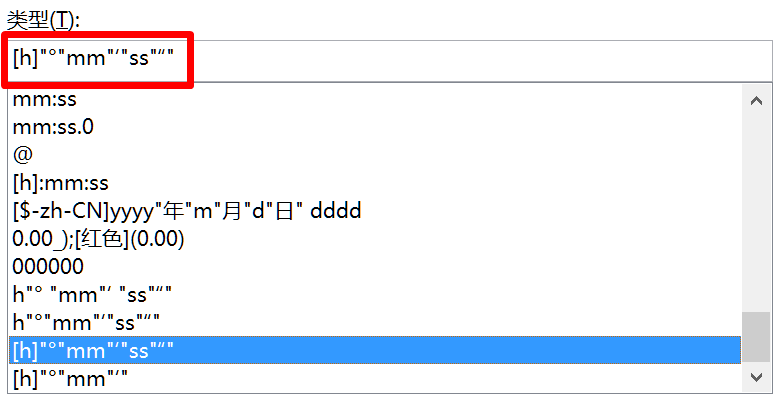 类型(T):
[h]"°"mm"‘"ss"“"
mm:ss
mm:ss.0
@
[h]:mm:ss
[$-zh-CN]yyyy"年"m"月"d"日" dddd
0.00_);[红色](0.00)
000000
h"° "mm"‘ "ss"“"
h"°"mm"‘"ss"“"
[h]"°"mm"‘"ss"“"
[h]"°"mm"‘"